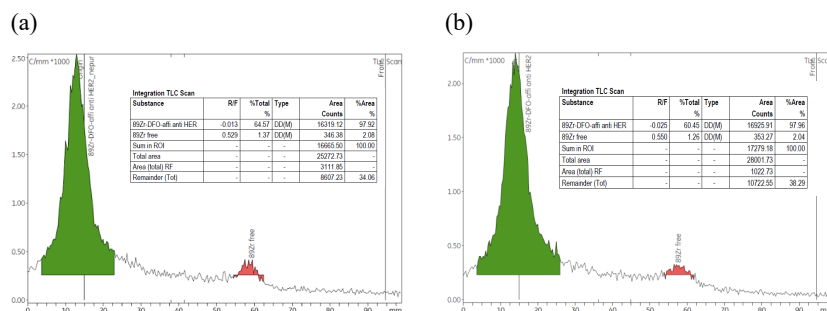 (a)
(b)
C/mm *1000
TLC Scan
Front
89Zr-DFO-affi anti HER2_nepur
89Zr free
2.50
2.00
1.50
1.00
0.50
0.00
0 10 20 30 40 50 60 70 80 90 mm
Integration TLC Scan
Substance R/F %Total % Type Area Counts %Area %
89Zr-DFO-affi anti HER -0.013 64.57 DD(M) 16319.12 97.92
89Zr free 0.529 1.37 DD(M) 346.38 2.08
Sum in ROI - - - 16665.50 100.00
Total area - - - 25272.73 -
Area (total) RF - - - 3111.85 -
Remainder (Tot) - - - 8607.23 34.06
C/mm *1000
TLC Scan
Front
89Zr-DFO-affi anti HER2
89Zr free
2.00
1.50
1.00
0.50
0.00
0 10 20 30 40 50 60 70 80 90 mm
Integration TLC Scan
Substance R/F %Total % Type Area Counts %Area %
89Zr-DFO-affi anti HER -0.025 60.45 DD(M) 16925.91 97.96
89Zr free 0.550 1.26 DD(M) 353.27 2.04
Sum in ROI - - - 17279.18 100.00
Total area - - - 28001.73 -
Area (total) RF - - - 1022.73 -
Remainder (Tot) - - - 10722.55 38.29